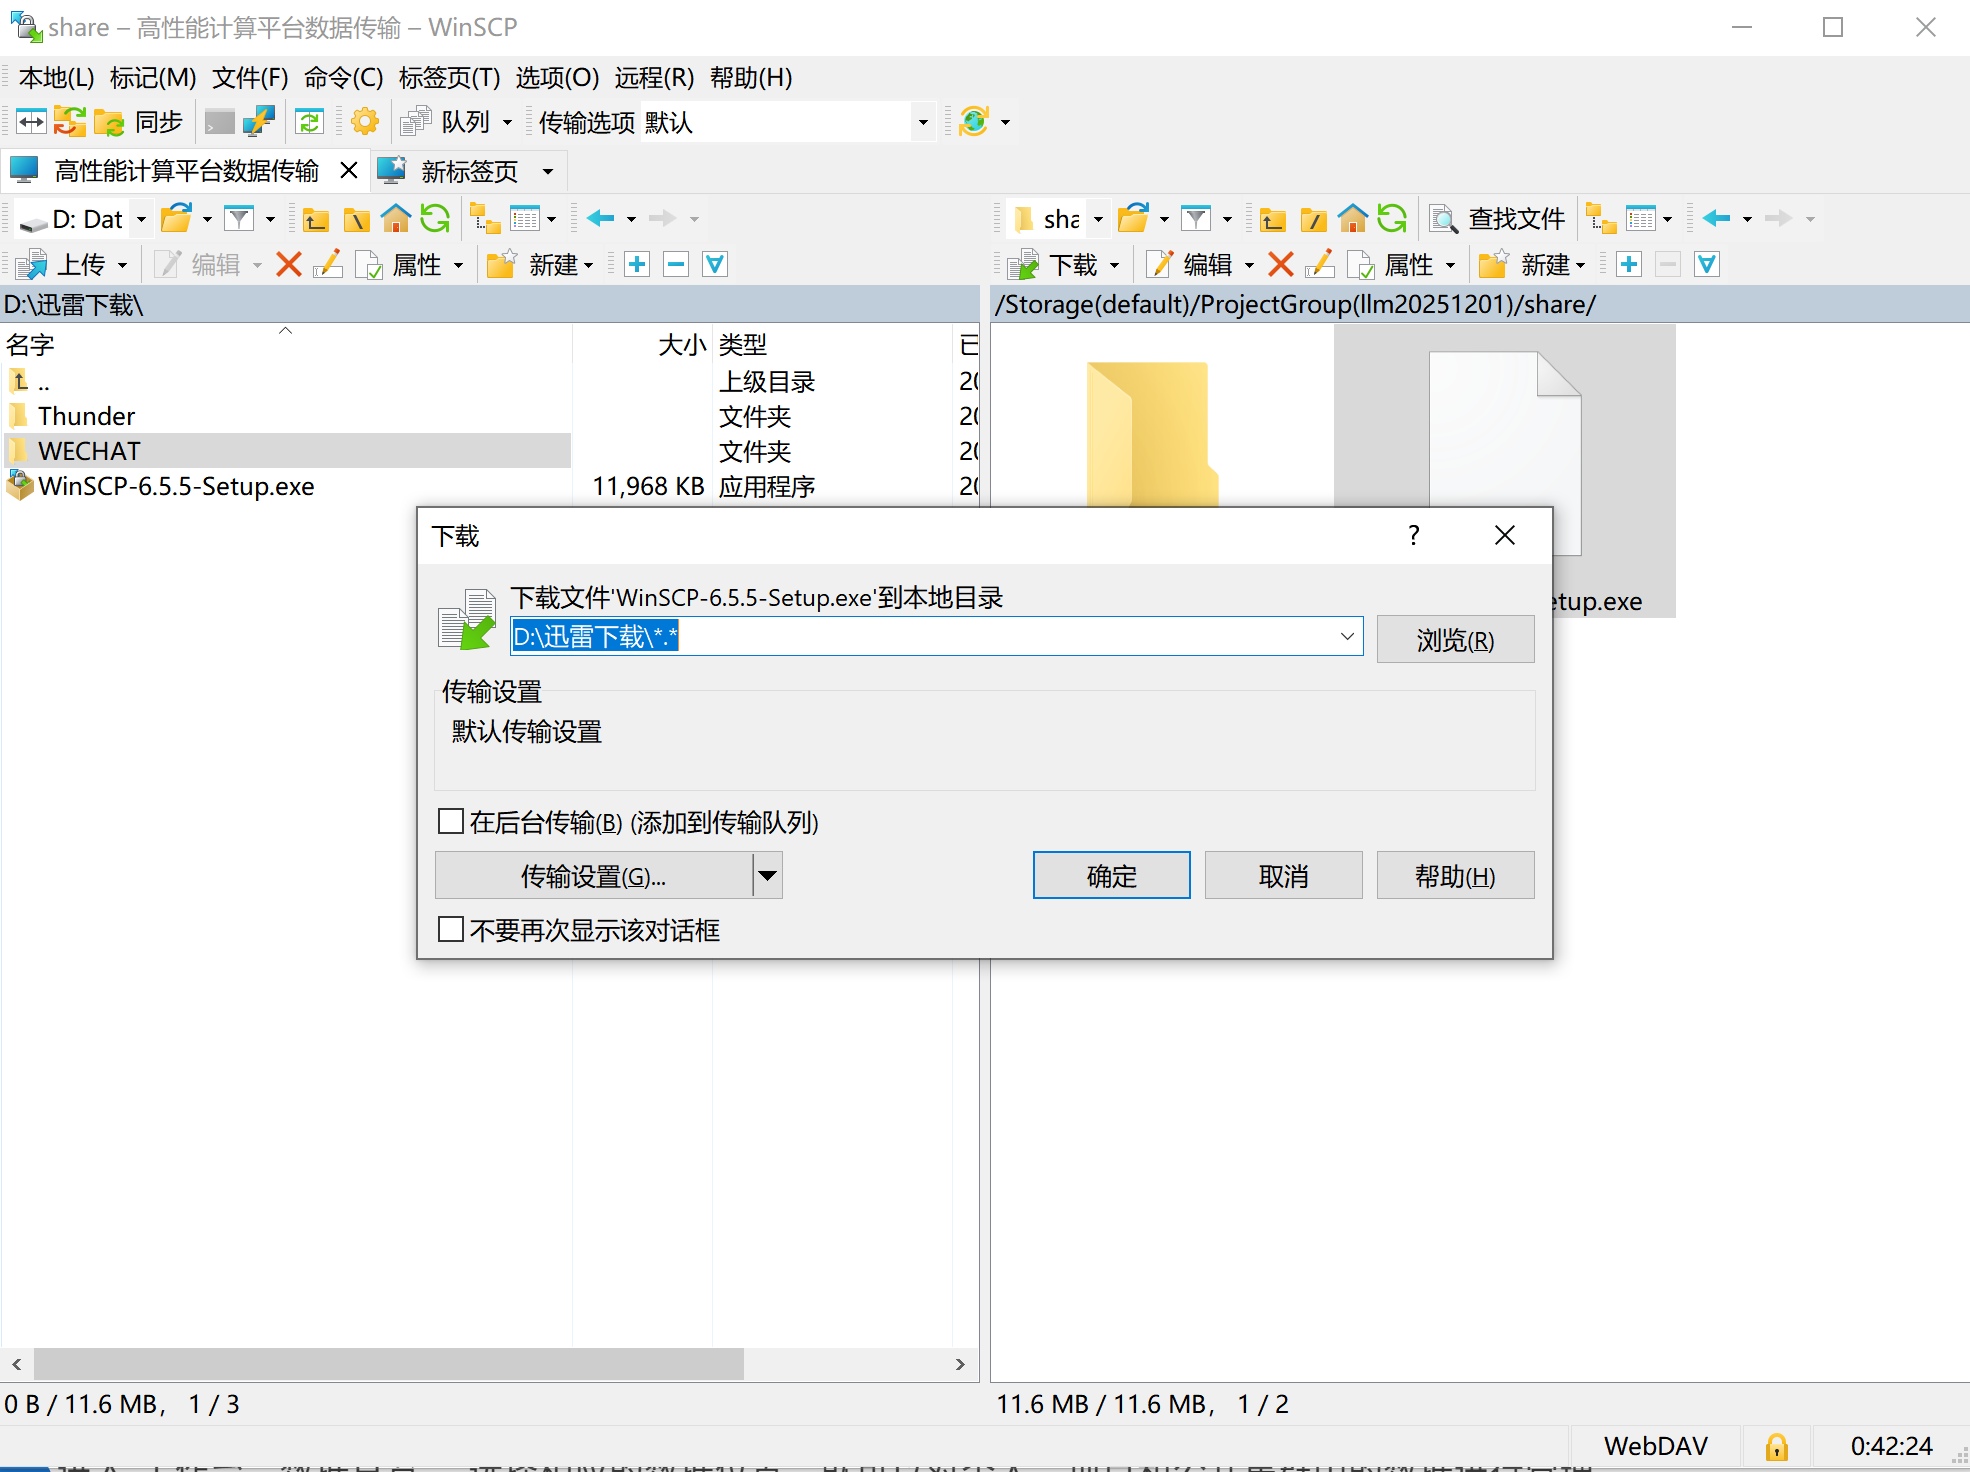 share – 高性能计算平台数据传输 – WinSCP
本地(L) 标记(M) 文件(F) 命令(C) 标签页(T) 选项(O) 远程(R) 帮助(H)
同步 队列 传输选项 默认
高性能计算平台数据传输 新标签页
D: Dat
sha 查找文件
上传 编辑 属性 新建
下载 编辑 属性 新建
D:\迅雷下载\
/Storage(default)/ProjectGroup(llm20251201)/share/
名字 大小 类型 已
.. 上级目录 20
Thunder 文件夹 20
WECHAT 文件夹 20
WinSCP-6.5.5-Setup.exe 11,968 KB 应用程序 20
etup.exe
下载
?
下载文件'WinSCP-6.5.5-Setup.exe'到本地目录
D:\迅雷下载\*.*
浏览(R)
传输设置
默认传输设置
在后台传输(B) (添加到传输队列)
传输设置(G)... 确定 取消 帮助(H)
不要再次显示该对话框
0 B / 11.6 MB, 1 / 3
11.6 MB / 11.6 MB, 1 / 2
WebDAV 0:42:24